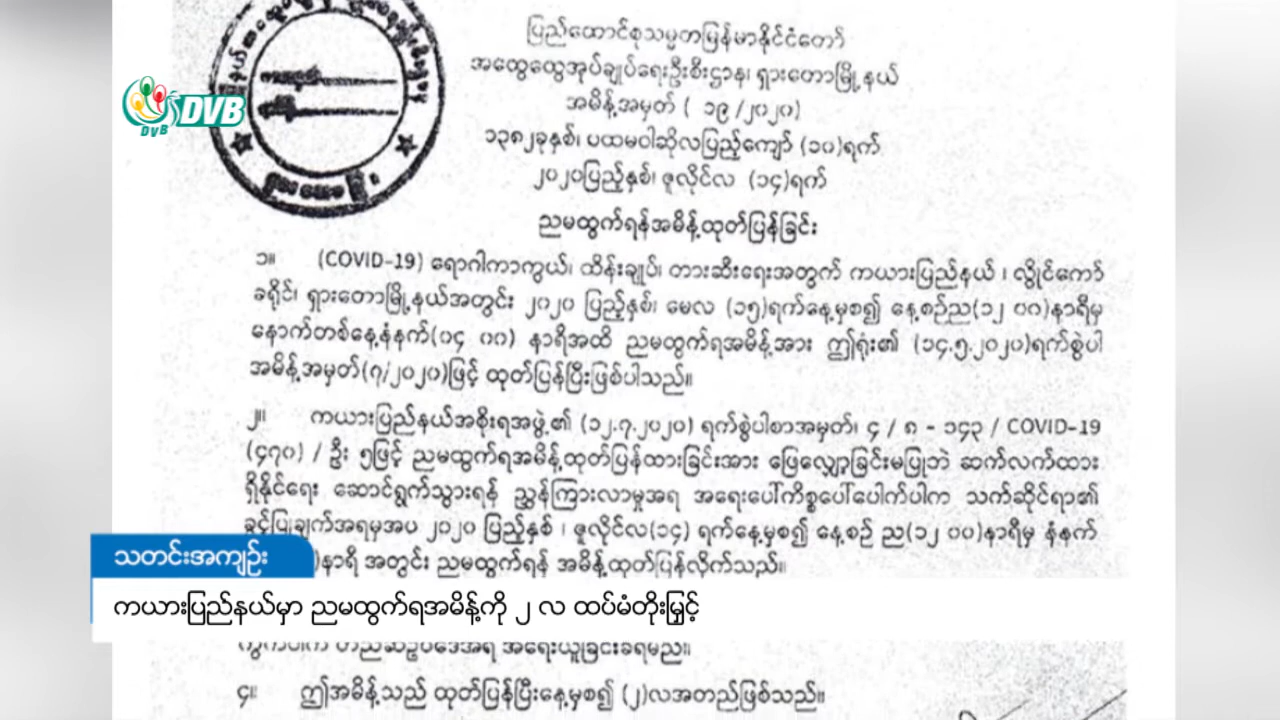 DVB
DVB
ပြည်ထောင်စုသမ္မတမြန်မာနိုင်ငံတော်
အထွေထွေအုပ်ချုပ်ရေးဦးစီးဌာန၊ ရှားတောမြို့နယ်
အမိန့်အမှတ် ( ၁၉ /၂၀၂၀)
၁၃၈၂ခုနှစ်၊ ပထမဝါဆိုလပြည့်ကျော် (၁၀)ရက်
၂၀၂၀ပြည့်နှစ်၊ ဇူလိုင်လ (၁၄)ရက်
ညမထွက်ရန်အမိန့်ထုတ်ပြန်ခြင်း
၁။ (COVID-19) ရောဂါကာကွယ်၊ ထိန်းချုပ်၊ တားဆီးရေးအတွက် ကယားပြည်နယ် ၊ လွိုင်ကော်
ခရိုင်၊ ရှားတောမြို့နယ်အတွင်း ၂၀၂၀ ပြည့်နှစ်၊ မေလ (၁၅)ရက်နေ့မှစ၍ နေ့စဉ်ည(၁၂ ၀၀)နာရီမှ
နောက်တစ်နေ့နံနက်(၀၄ ၀၀) နာရီအထိ ညမထွက်ရအမိန့်အား ဤရုံး၏ (၁၄.၅.၂၀၂၀)ရက်စွဲပါ
အမိန့်အမှတ်(၇/၂၀၂၀)ဖြင့် ထုတ်ပြန်ပြီးဖြစ်ပါသည်။
၂။ ကယားပြည်နယ်အစိုးရအဖွဲ့၏ (၁၂.၇.၂၀၂၀) ရက်စွဲပါစာအမှတ်၊ ၄ / ၈ - ၁၄၃ / COVID-19
(၄၇၀) / ဦး ၅ဖြင့် ညမထွက်ရအမိန့်ထုတ်ပြန်ထားခြင်းအား ဖြေလျှော့ခြင်းမပြုဘဲ ဆက်လက်ထား
ရှိနိုင်ရေး ဆောင်ရွက်သွားရန် ညွှန်ကြားလာမှုအရ အရေးပေါ်ကိစ္စပေါ်ပေါက်ပါက သက်ဆိုင်ရာ၏
ခွင့်ပြုချက်အရမှအပ ၂၀၂၀ ပြည့်နှစ် ၊ ဇူလိုင်လ(၁၄) ရက်နေ့မှစ၍ နေ့စဉ် ည(၁၂ ၀၀)နာရီမှ နံနက်
)နာရီ အတွင်း ညမထွက်ရန် အမိန့်ထုတ်ပြန်လိုက်သည်။
သတင်းအကျဉ်း
ကယားပြည်နယ်မှာ ညမထွက်ရအမိန့်ကို ၂ လ ထပ်မံတိုးမြှင့်
တည်ဆဲဥပဒေအရ အရေးယူခြင်းခံရမည်။
၄။ ဤအမိန့်သည် ထုတ်ပြန်ပြီးနေ့မှစ၍ (၂)လအတည်ဖြစ်သည်။